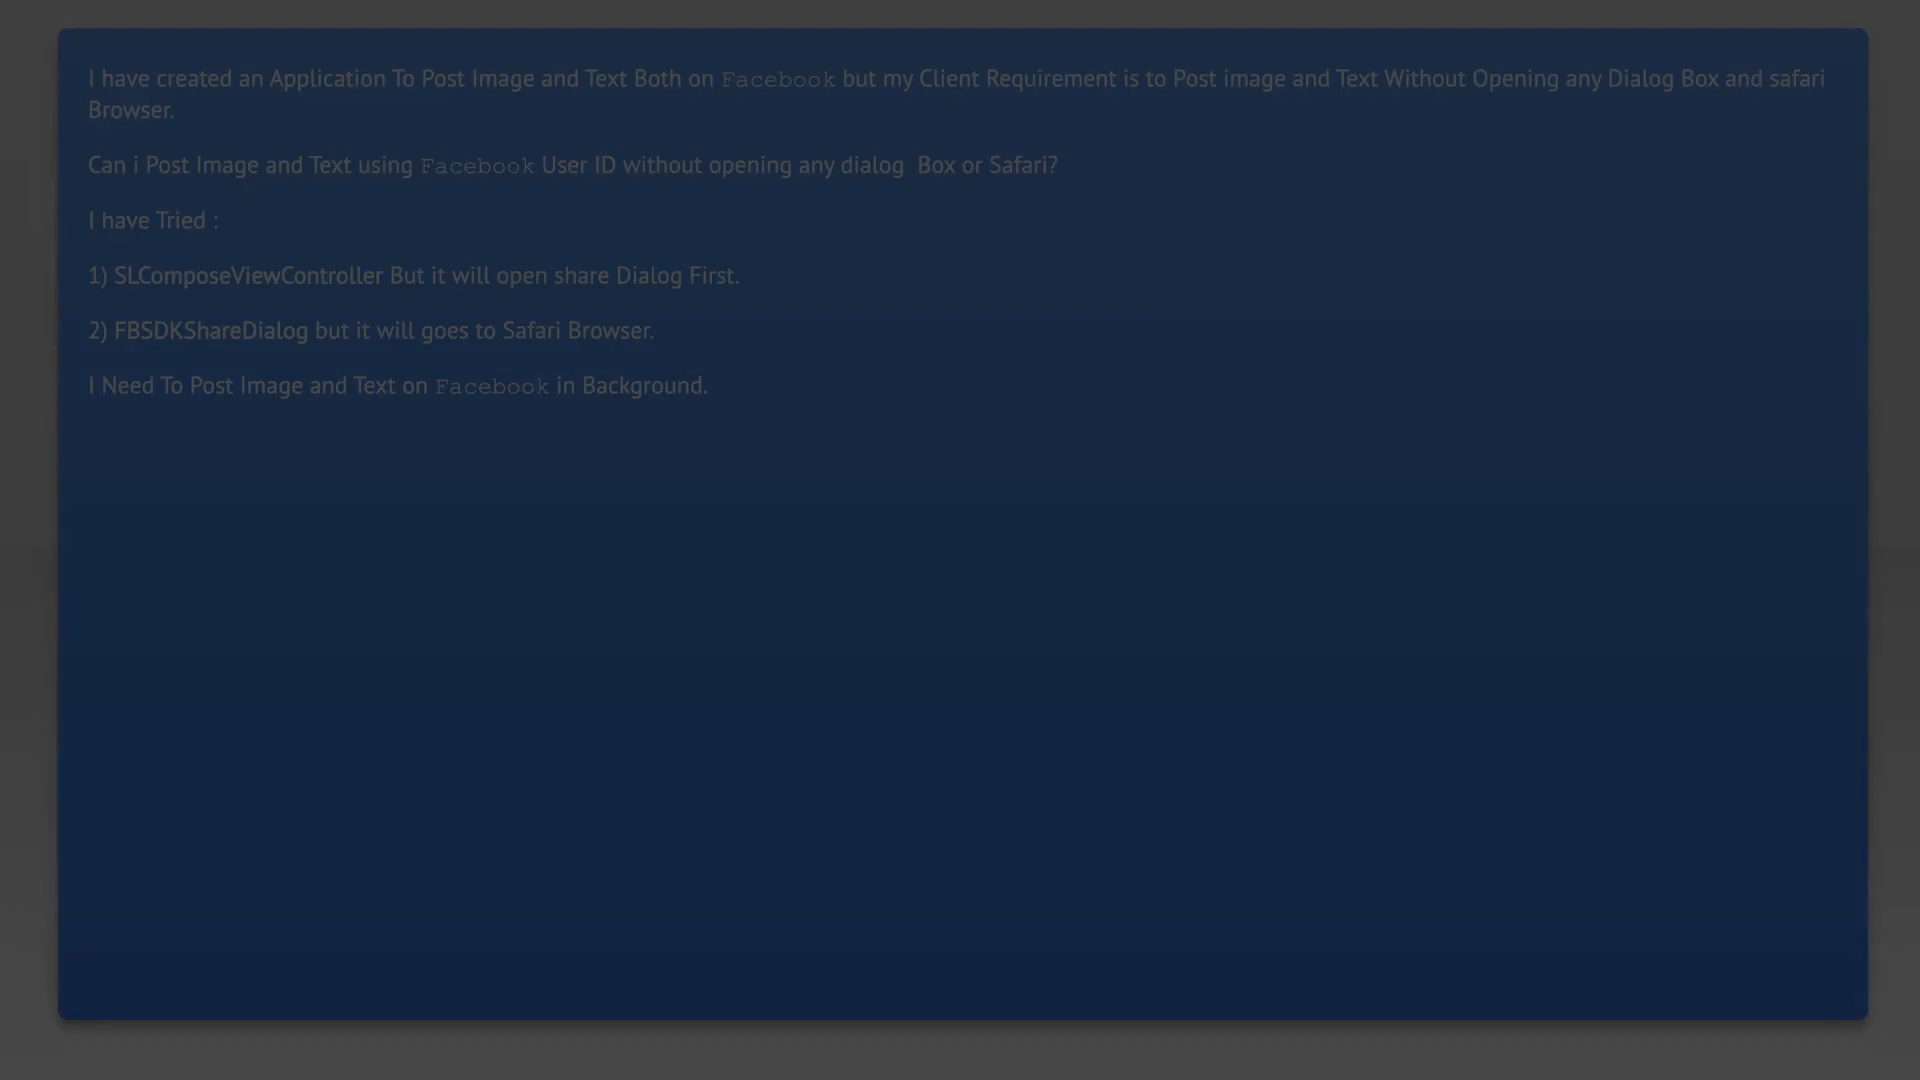 I have created an Application To Post Image and Text Both on Facebook but my Client Requirement is to Post image and Text Without Opening any Dialog Box and safari
Browser.
Can i Post Image and Text using Facebook User ID without opening any dialog  Box or Safari?
I have Tried :
1) SLComposeViewController But it will open share Dialog First.
2) FBSDKShareDialog but it will goes to Safari Browser.
I Need To Post Image and Text on Facebook in Background.